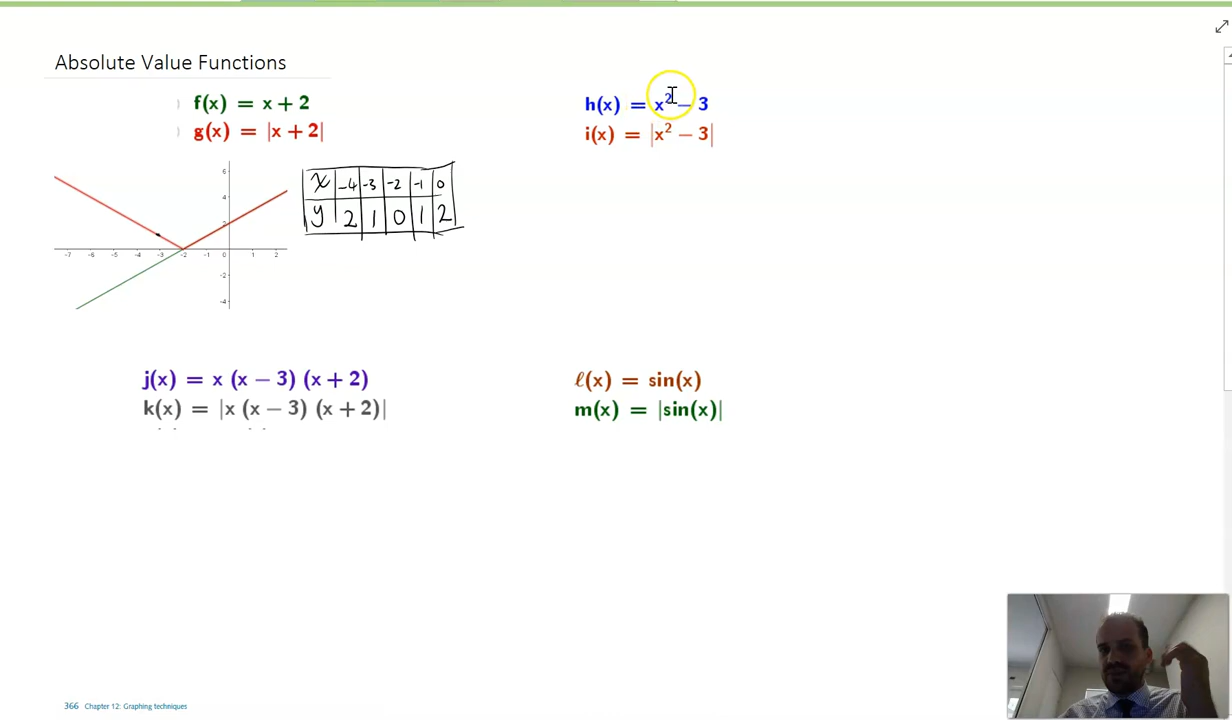 Absolute Value Functions
f(x) = x + 2
g(x) = |x + 2|
h(x) = x² − 3
i(x) = |x² − 3|
x -4 -3 -2 -1 0
y 2 1 0 1 2
6
4
2
-7 -6 -5 -4 -3 -2 -1 0 1 2
-2
-4
j(x) = x (x − 3) (x + 2)
k(x) = |x (x − 3) (x + 2)|
ℓ(x) = sin(x)
m(x) = |sin(x)|
366 Chapter 12: Graphing techniques